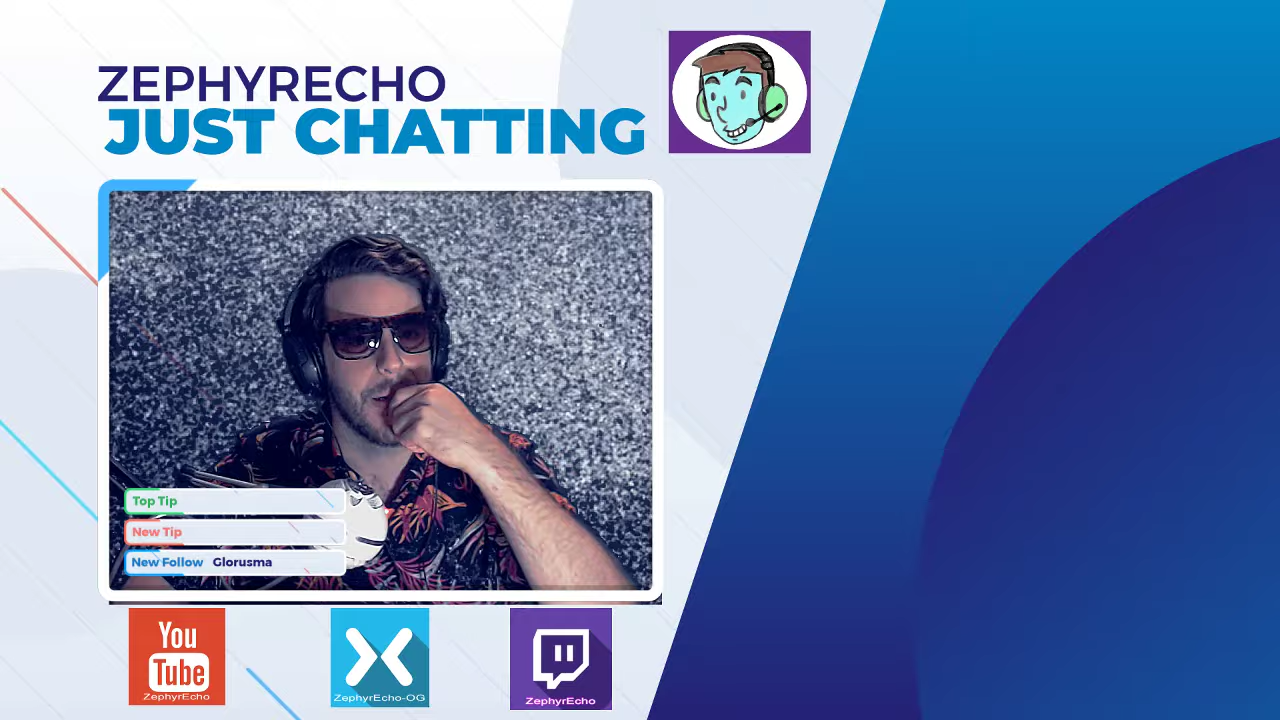 ZEPHYRECHO
JUST CHATTING
Top Tip
New Tip
New Follow Glorusma
You
Tube
ZephyrEcho
ZephyrEcho-OG
ZephyrEcho